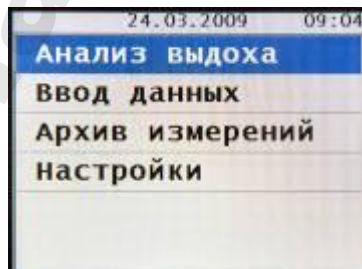 24.03.2009 09:04
Анализ выдоха
Ввод данных
Архив измерений
Настройки